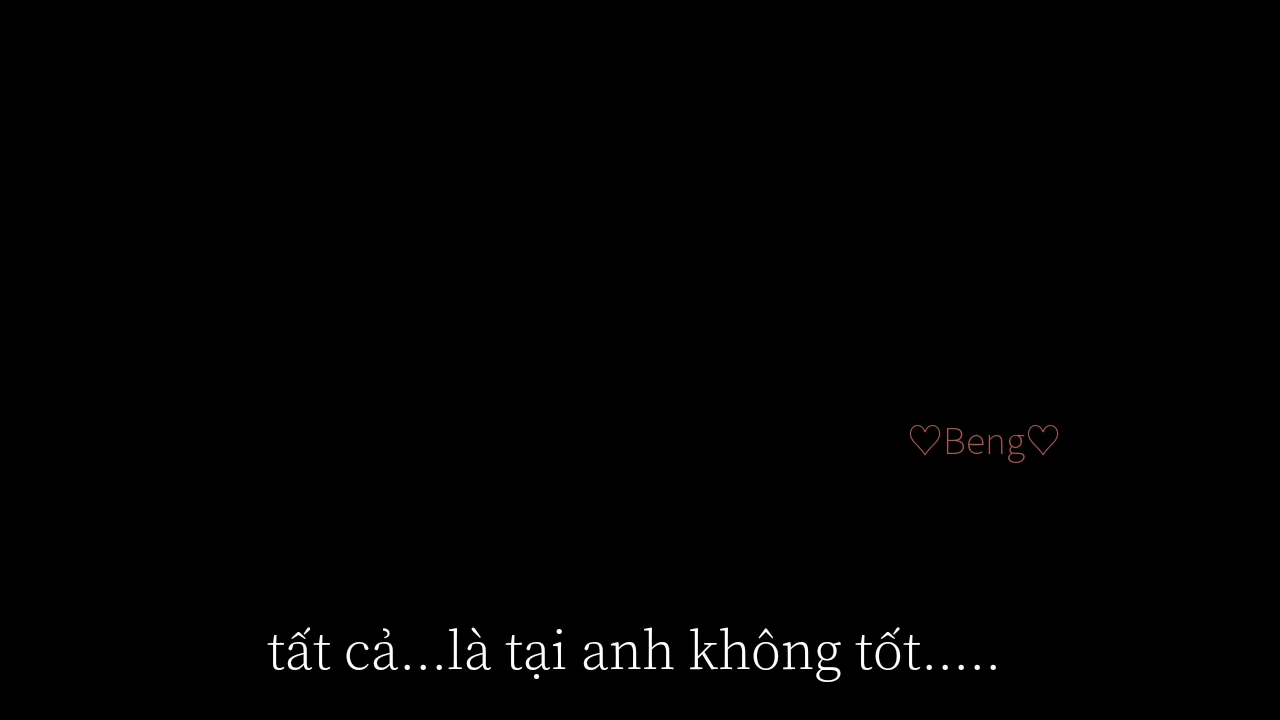 ♡Beng♡
tất cả...là tại anh không tốt.....